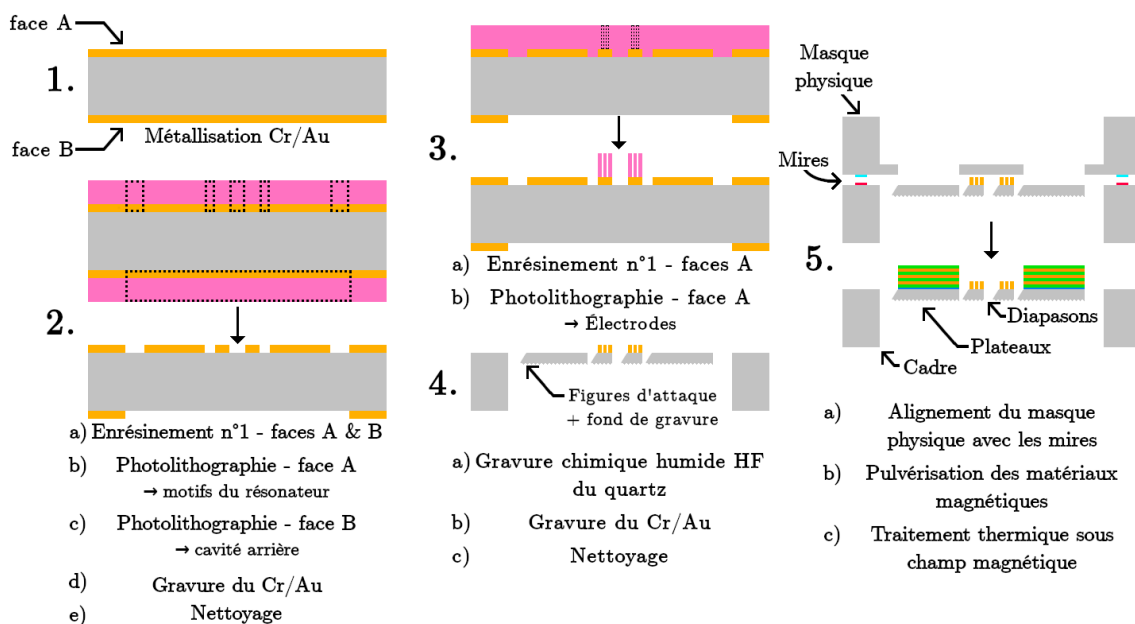 face A
1.
face B
Métallisation Cr/Au
2.
a) Enrésinement n°1 - faces A & B
b) Photolithographie - face A
→ motifs du résonateur
c) Photolithographie - face B
→ cavité arrière
d) Gravure du Cr/Au
e) Nettoyage
3.
a) Enrésinement n°1 - faces A
b) Photolithographie - face A
→ Électrodes
4.
Figures d'attaque
+ fond de gravure
a) Gravure chimique humide HF
du quartz
b) Gravure du Cr/Au
c) Nettoyage
Masque
physique
Mires
5.
Diapasons
Plateaux
Cadre
a) Alignement du masque
physique avec les mires
b) Pulvérisation des matériaux
magnétiques
c) Traitement thermique sous
champ magnétique